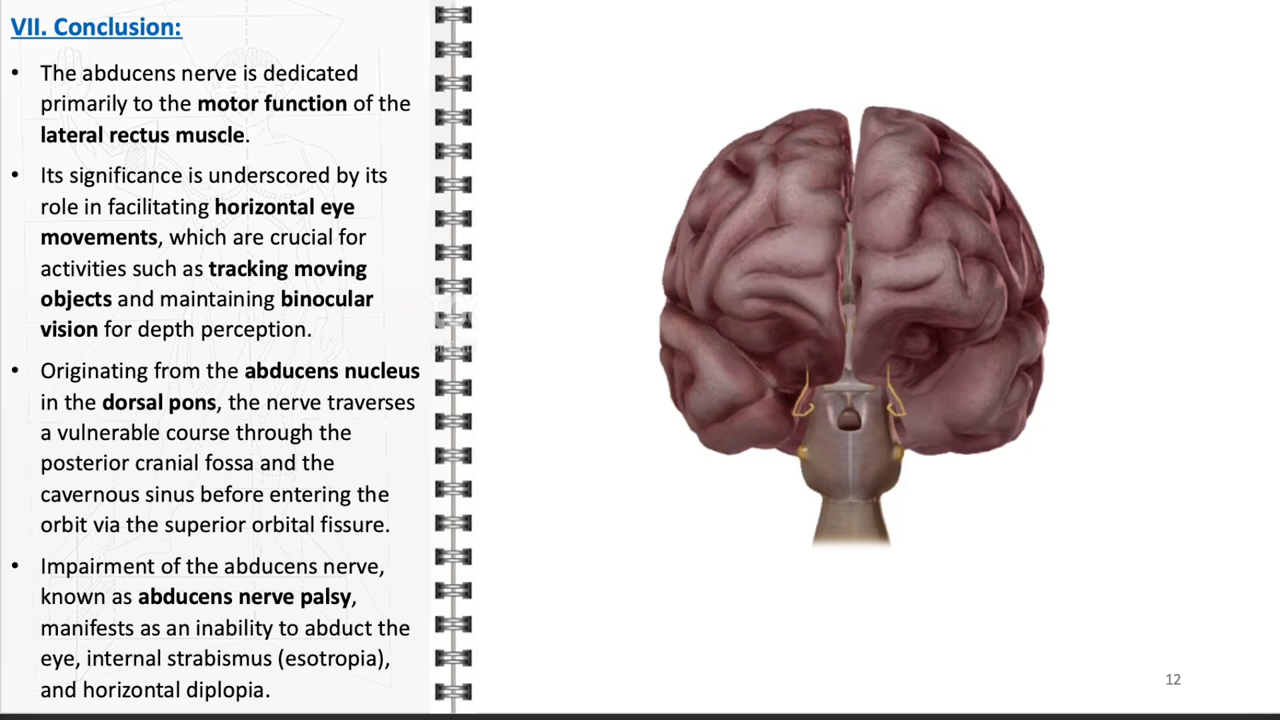 VII. Conclusion:
• The abducens nerve is dedicated
primarily to the motor function of the
lateral rectus muscle.
• Its significance is underscored by its
role in facilitating horizontal eye
movements, which are crucial for
activities such as tracking moving
objects and maintaining binocular
vision for depth perception.
• Originating from the abducens nucleus
in the dorsal pons, the nerve traverses
a vulnerable course through the
posterior cranial fossa and the
cavernous sinus before entering the
orbit via the superior orbital fissure.
• Impairment of the abducens nerve,
known as abducens nerve palsy,
manifests as an inability to abduct the
eye, internal strabismus (esotropia),
and horizontal diplopia.
12